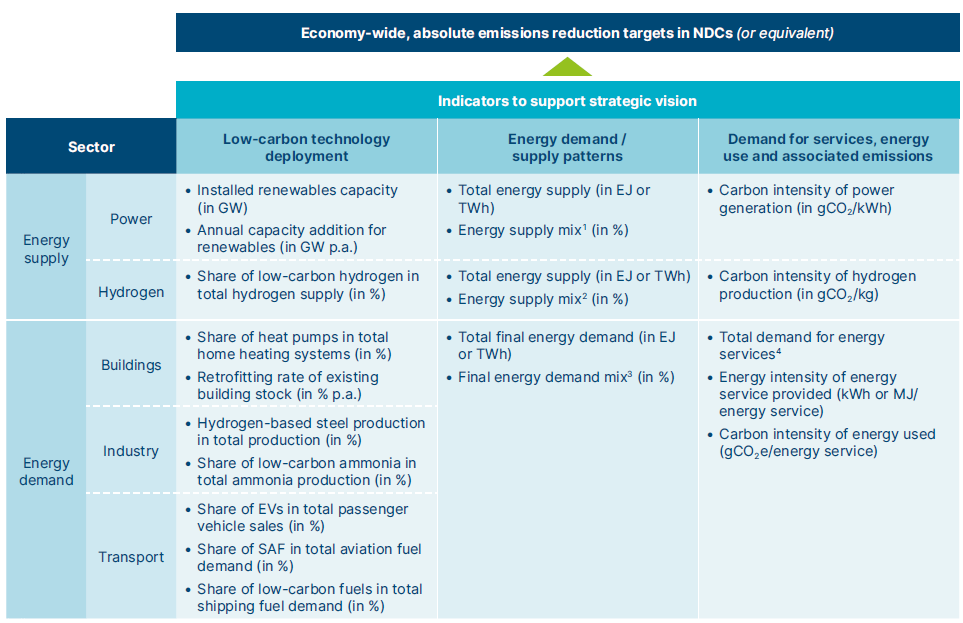 Economy-wide, absolute emissions reduction targets in NDCs (or equivalent)
Indicators to support strategic vision
Sector
Low-carbon technology
deployment
Energy demand /
supply patterns
Demand for services, energy
use and associated emissions
Energy
supply
Power
• Installed renewables capacity
(in GW)
• Annual capacity addition for
renewables (in GW p.a.)
• Total energy supply (in EJ or
TWh)
• Energy supply mix¹ (in %)
• Carbon intensity of power
generation (in gCO₂/kWh)
Hydrogen
• Share of low-carbon hydrogen in
total hydrogen supply (in %)
• Total energy supply (in EJ or TWh)
• Energy supply mix² (in %)
• Carbon intensity of hydrogen
production (in gCO₂/kg)
Energy
demand
Buildings
• Share of heat pumps in total
home heating systems (in %)
• Retrofitting rate of existing
building stock (in % p.a.)
• Total final energy demand (in EJ
or TWh)
• Final energy demand mix³ (in %)
• Total demand for energy
services⁴
• Energy intensity of energy
service provided (kWh or MJ/
energy service)
• Carbon intensity of energy used
(gCO₂e/energy service)
Industry
• Hydrogen-based steel production
in total production (in %)
• Share of low-carbon ammonia in
total ammonia production (in %)
Transport
• Share of EVs in total passenger
vehicle sales (in %)
• Share of SAF in total aviation fuel
demand (in %)
• Share of low-carbon fuels in total
shipping fuel demand (in %)